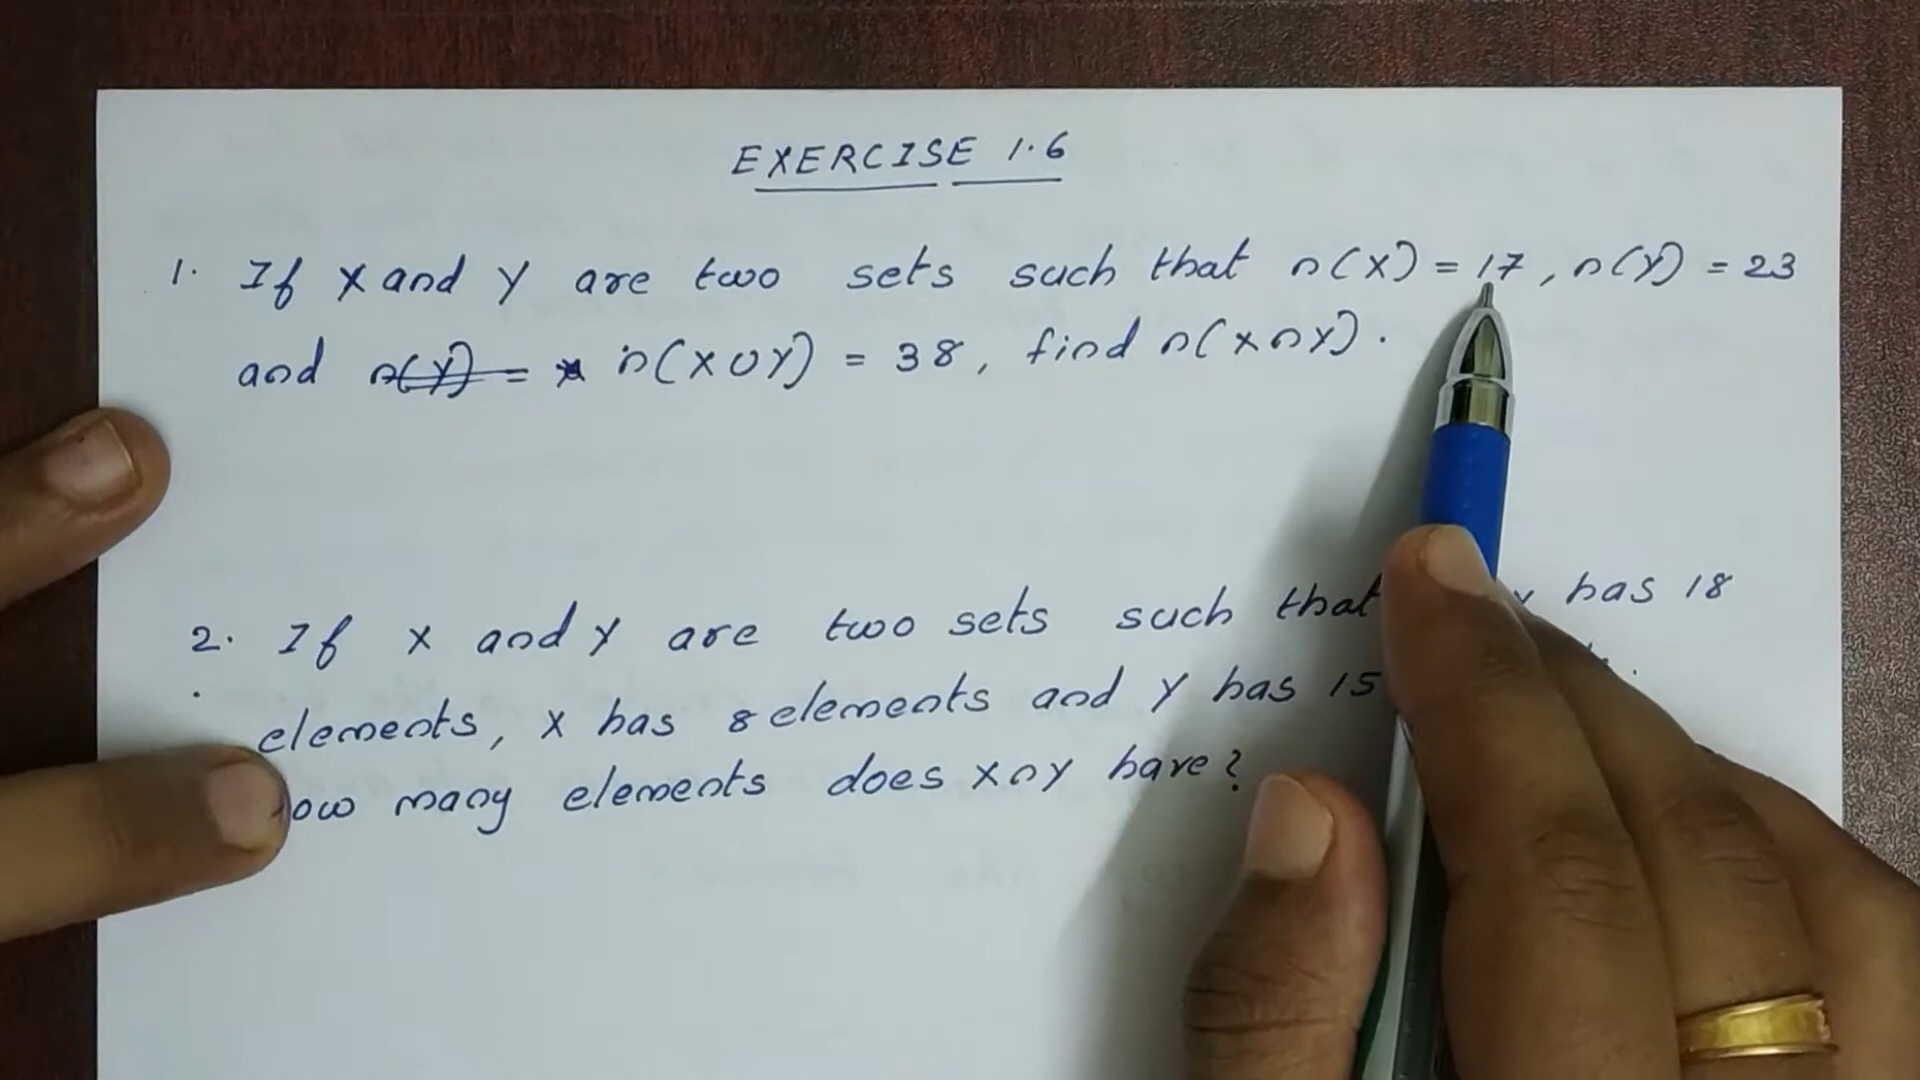 EXERCISE 1.6
1. If X and Y are two sets such that n(X) = 17, n(Y) = 23
and n(Y) = n(X∪Y) = 38, find n(X∩Y).
2. If X and Y are two sets such that has 18
elements, X has 8 elements and Y has 15
many elements does X∩Y have?